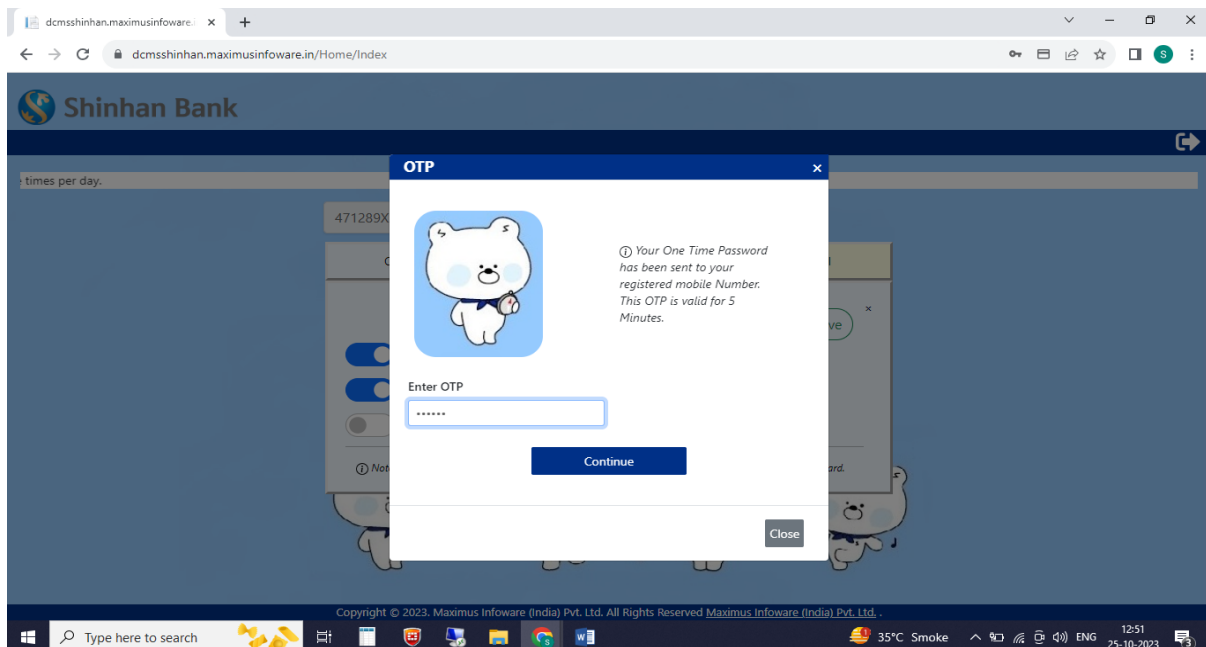 dcmsshinhan.maximusinfoware.
dcmsshinhan.maximusinfoware.in/Home/Index
S
Shinhan Bank
OTP
times per day.
471289X
Your One Time Password
has been sent to your
registered mobile Number.
This OTP is valid for 5
Minutes.
Enter OTP
......
Continue
Close
Copyright © 2023. Maximus Infoware (India) Pvt. Ltd. All Rights Reserved Maximus Infoware (India) Pvt. Ltd. .
Type here to search
35°C Smoke
ENG
12:51
25-10-2023
3